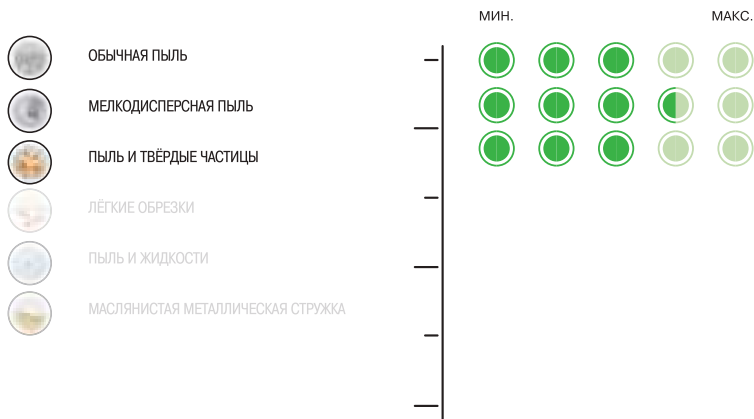 МИН. МАКС.
ОБЫЧНАЯ ПЫЛЬ
МЕЛКОДИСПЕРСНАЯ ПЫЛЬ
ПЫЛЬ И ТВЁРДЫЕ ЧАСТИЦЫ
ЛЁГКИЕ ОБРЕЗКИ
ПЫЛЬ И ЖИДКОСТИ
МАСЛЯНИСТАЯ МЕТАЛЛИЧЕСКАЯ СТРУЖКА